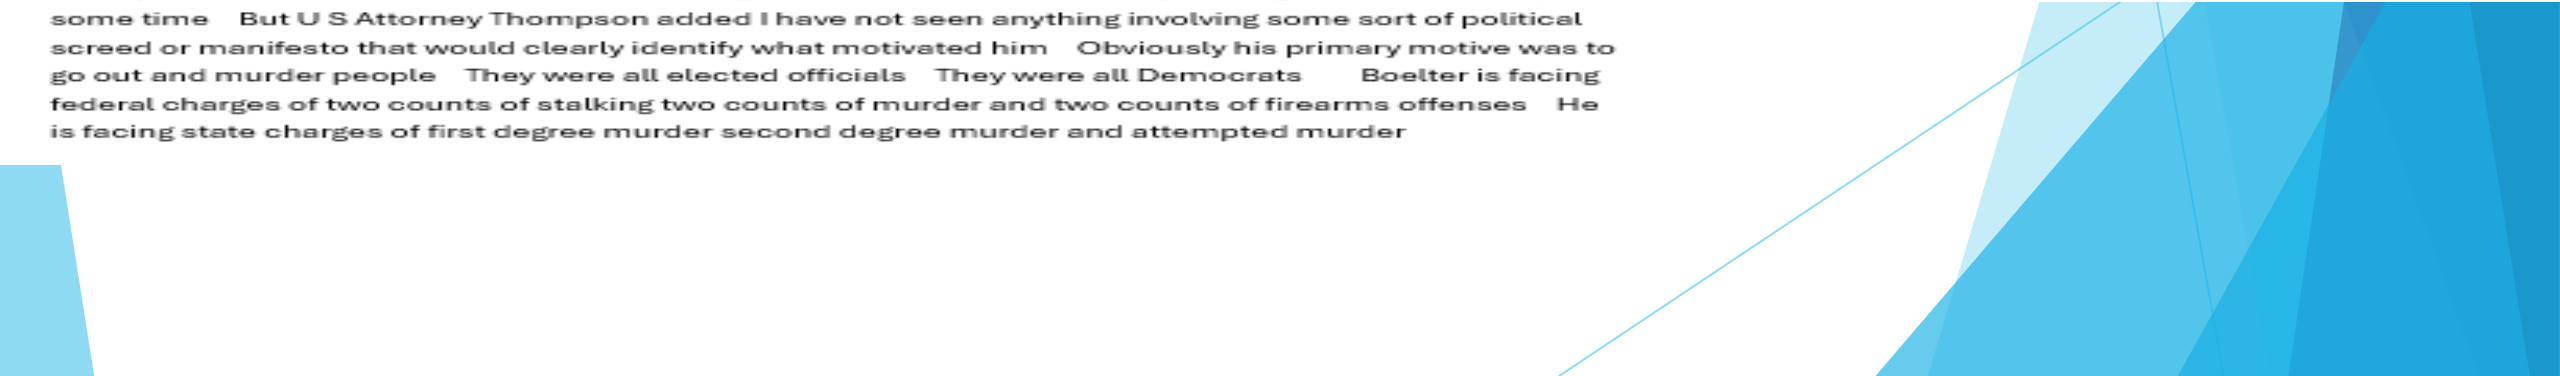 some time But U S Attorney Thompson added I have not seen anything involving some sort of political
screed or manifesto that would clearly identify what motivated him Obviously his primary motive was to
go out and murder people They were all elected officials They were all Democrats Boelter is facing
federal charges of two counts of stalking two counts of murder and two counts of firearms offenses He
is facing state charges of first degree murder second degree murder and attempted murder